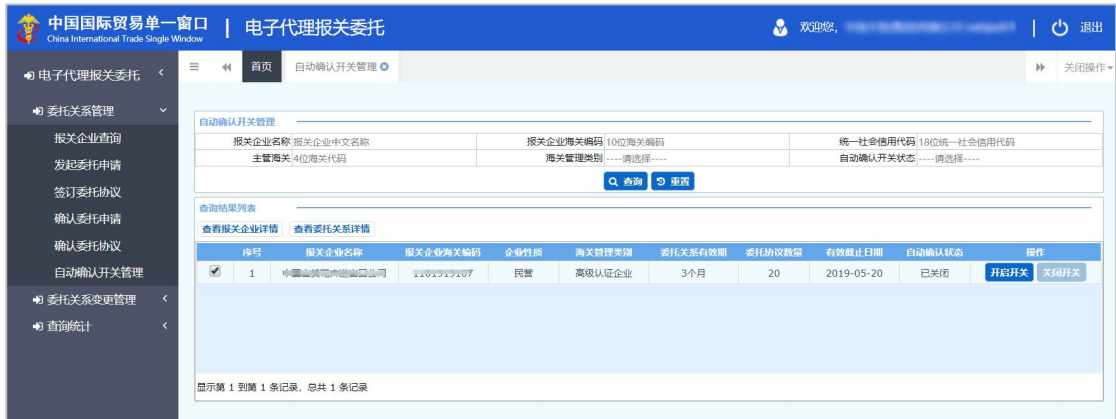 中国国际贸易单一窗口 | 电子代理报关委托
China International Trade Single Window
欢迎您,
退出
电子代理报关委托
首页
自动确认开关管理
关闭操作
委托关系管理
报关企业查询
发起委托申请
签订委托协议
确认委托申请
确认委托协议
自动确认开关管理
委托关系变更管理
查询统计
自动确认开关管理
报关企业名称 报关企业中文名称 报关企业海关编码 10位海关编码 统一社会信用代码 18位统一社会信用代码
主管海关 4位海关代码 海关管理类别 ----请选择---- 自动确认开关状态 ----请选择----
查询 重置
查询结果列表
查看报关企业详情 查看委托关系详情
序号 报关企业名称 报关企业海关编码 企业性质 海关管理类别 委托关系有效期 委托协议数量 有效截止日期 自动确认状态 操作
1 民营 高级认证企业 3个月 20 2019-05-20 已关闭 开启开关 关闭开关
显示第 1 到第 1 条记录，总共 1 条记录